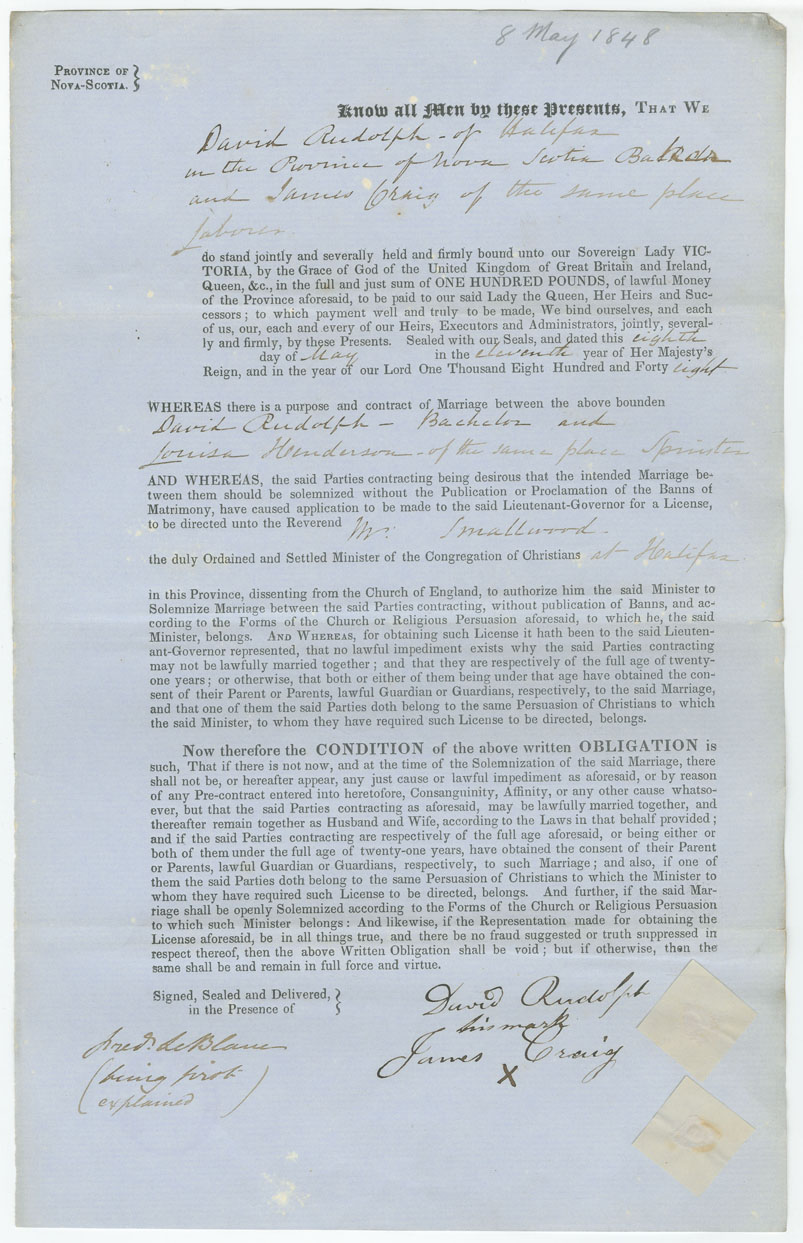 8 May 1848
PROVINCE OF
NOVA-SCOTIA.
Know all Men by these Presents, THAT WE
David Rudolph - of Halifax
in the Province of Nova Scotia
and James Craig of the same place
Laborer
do stand jointly and severally held and firmly bound unto our Sovereign Lady VIC-
TORIA, by the Grace of God of the United Kingdom of Great Britain and Ireland,
Queen, &c., in the full and just sum of ONE HUNDRED POUNDS, of lawful Money
of the Province aforesaid, to be paid to our said Lady the Queen, Her Heirs and Suc-
cessors; to which payment well and truly to be made, We bind ourselves, and each
of us, our, each and every of our Heirs, Executors and Administrators, jointly, several-
ly and firmly, by these Presents. Sealed with our Seals, and dated this eighth
day of May in the eleventh year of Her Majesty's
Reign, and in the year of our Lord One Thousand Eight Hundred and Forty eight
WHEREAS there is a purpose and contract of Marriage between the above bounden
David Rudolph - Bachelor and
Louisa Henderson - of the same place Spinster
AND WHEREAS, the said Parties contracting being desirous that the intended Marriage be-
tween them should be solemnized without the Publication or Proclamation of the Banns of
Matrimony, have caused application to be made to the said Lieutenant-Governor for a License,
to be directed unto the Reverend Mr. Smallwood.
the duly Ordained and Settled Minister of the Congregation of Christians at Halifax
in this Province, dissenting from the Church of England, to authorize him the said Minister to
Solemnize Marriage between the said Parties contracting, without publication of Banns, and ac-
cording to the Forms of the Church or Religious Persuasion aforesaid, to which he, the said
Minister, belongs. AND WHEREAS, for obtaining such License it hath been to the said Lieuten-
ant-Governor represented, that no lawful impediment exists why the said Parties contracting
may not be lawfully married together; and that they are respectively of the full age of twenty-
one years; or otherwise, that both or either of them being under that age have obtained the con-
sent of their Parent or Parents, lawful Guardian or Guardians, respectively, to the said Marriage,
and that one of them the said Parties doth belong to the same Persuasion of Christians to which
the said Minister, to whom they have required such License to be directed, belongs.
Now therefore the CONDITION of the above written OBLIGATION is
such, That if there is not now, and at the time of the Solemnization of the said Marriage, there
shall not be, or hereafter appear, any just cause or lawful impediment as aforesaid, or by reason
of any Pre-contract entered into heretofore, Consanguinity, Affinity, or any other cause whatso-
ever, but that the said Parties contracting as aforesaid, may be lawfully married together, and
thereafter remain together as Husband and Wife, according to the Laws in that behalf provided;
and if the said Parties contracting are respectively of the full age aforesaid, or being either or
both of them under the full age of twenty-one years, have obtained the consent of their Parent
or Parents, lawful Guardian or Guardians, respectively, to such Marriage; and also, if one of
them the said Parties doth belong to the same Persuasion of Christians to which the Minister to
whom they have required such License to be directed, belongs. And further, if the said Mar-
riage shall be openly Solemnized according to the Forms of the Church or Religious Persuasion
to which such Minister belongs: And likewise, if the Representation made for obtaining the
License aforesaid, be in all things true, and there be no fraud suggested or truth suppressed in
respect thereof, then the above Written Obligation shall be void; but if otherwise, then the
same shall be and remain in full force and virtue.
Signed, Sealed and Delivered,
in the Presence of
David Rudolph
his mark
James Craig
X
Fred. LeBlanc
(being first
explained)